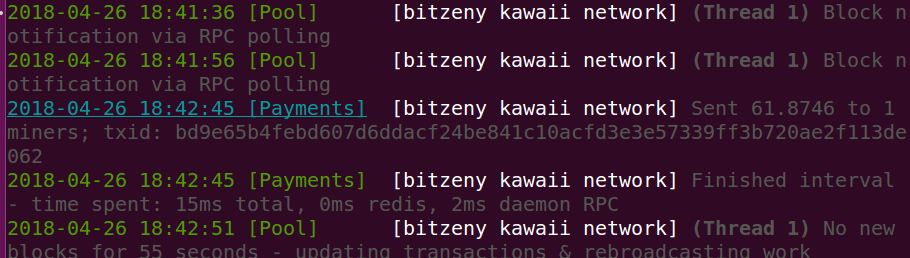 2018-04-26 18:41:36 [Pool]      [bitzeny kawaii network] (Thread 1) Block n
otification via RPC polling
2018-04-26 18:41:56 [Pool]      [bitzeny kawaii network] (Thread 1) Block n
otification via RPC polling
2018-04-26 18:42:45 [Payments]  [bitzeny kawaii network] Sent 61.8746 to 1
miners; txid: bd9e65b4febd607d6ddacf24be841c10acfd3e3e57339ff3b720ae2f113de
062
2018-04-26 18:42:45 [Payments]  [bitzeny kawaii network] Finished interval
- time spent: 15ms total, 0ms redis, 2ms daemon RPC
2018-04-26 18:42:51 [Pool]      [bitzeny kawaii network] (Thread 1) No new
blocks for 55 seconds - updating transactions & rebroadcasting work